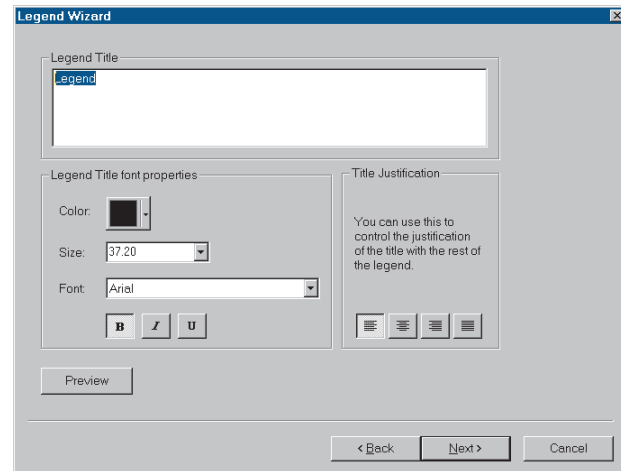 Legend Wizard
Legend Title
Legend
Legend Title font properties
Color:
Size:
37.20
Font:
Arial
B I U
Title Justification
You can use this to
control the justification
of the title with the rest of
the legend.
Preview
< Back
Next >
Cancel